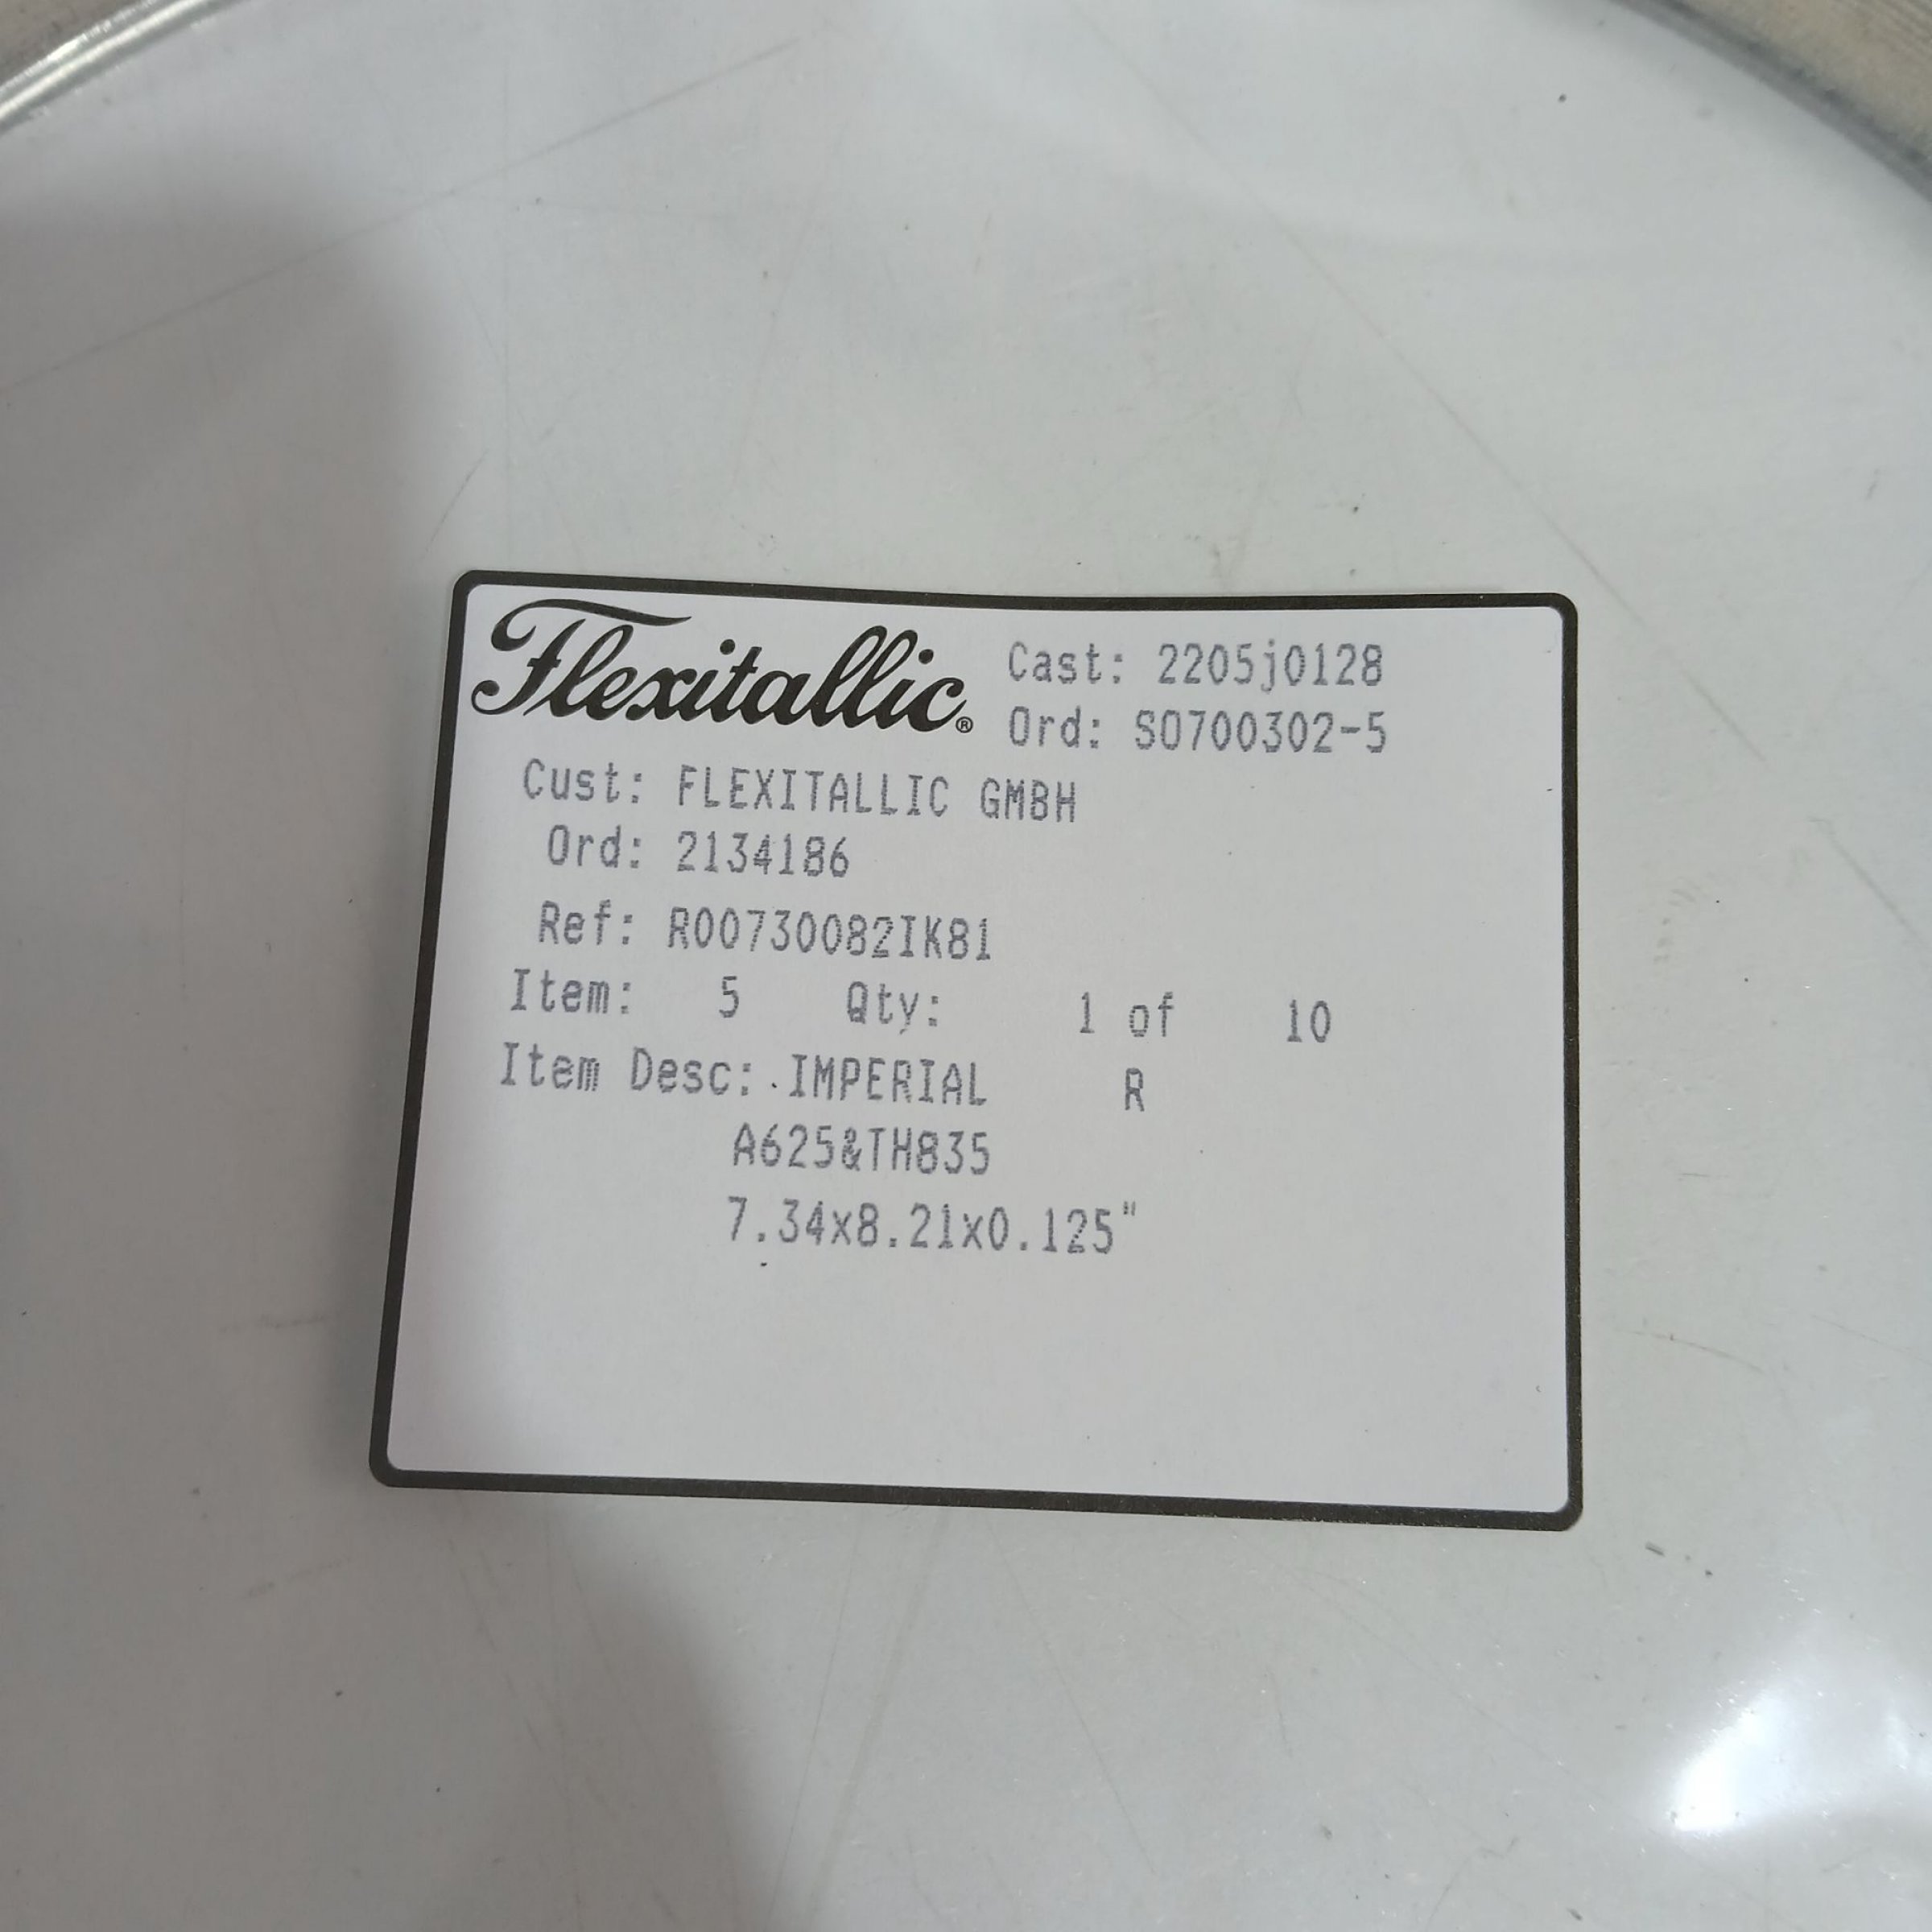 Flexitallic®
Cast: 2205j0128
Ord: SO700302-5
Cust: FLEXITALLIC GMBH
Ord: 2134186
Ref: R00730082IK81
Item: 5 Qty: 1 of 10
Item Desc: IMPERIAL R
A625&TH835
7.34x8.21x0.125"